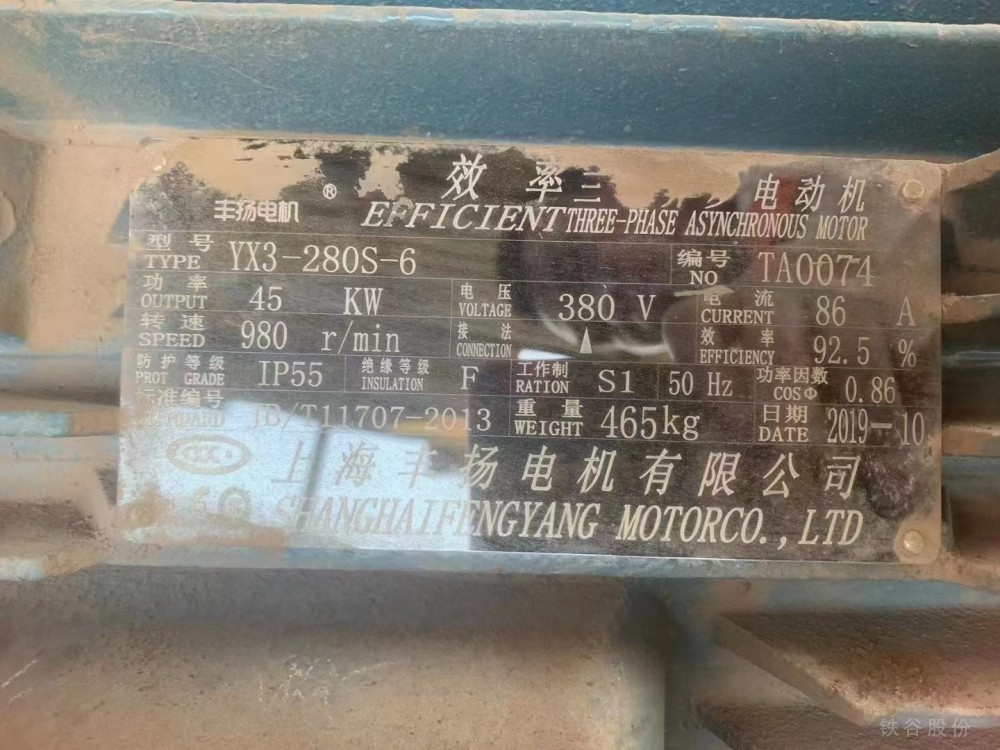 效率三 电动机
丰扬电机 ® EFFICIENT THREE-PHASE ASYNCHRONOUS MOTOR
型号 TYPE YX3-280S-6 编号 NO TA0074
功率 OUTPUT 45 KW 电压 VOLTAGE 380 V 电流 CURRENT 86 A
转速 SPEED 980 r/min 接法 CONNECTION 效率 EFFICIENCY 92.5 %
防护等级 PROT GRADE IP55 绝缘等级 INSULATION F 工作制 RATION S1 50 Hz 功率因数 COSΦ 0.86
标准编号 JB/T11707-2013 重量 WEIGHT 465kg 日期 DATE 2019-10
上海丰扬电机有限公司
SHANGHAIFENGYANG MOTORCO.,LTD
铁谷股份